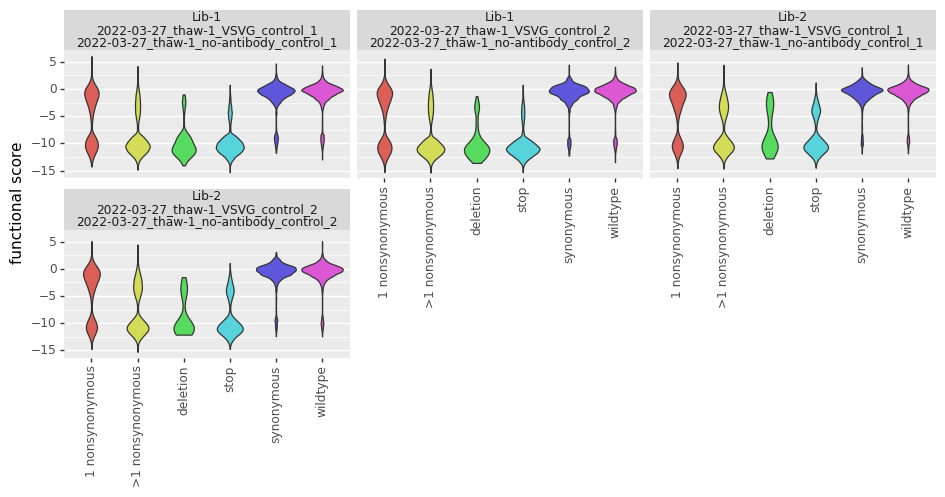 Lib-1
2022-03-27_thaw-1_VSVG_control_1
2022-03-27_thaw-1_no-antibody_control_1
Lib-1
2022-03-27_thaw-1_VSVG_control_2
2022-03-27_thaw-1_no-antibody_control_2
Lib-2
2022-03-27_thaw-1_VSVG_control_1
2022-03-27_thaw-1_no-antibody_control_1
5
0
−5
−10
−15
Lib-2
2022-03-27_thaw-1_VSVG_control_2
2022-03-27_thaw-1_no-antibody_control_2
5
0
−5
−10
−15
functional score
1 nonsynonymous
>1 nonsynonymous
deletion
stop
synonymous
wildtype
1 nonsynonymous
>1 nonsynonymous
deletion
stop
synonymous
wildtype
1 nonsynonymous
>1 nonsynonymous
deletion
stop
synonymous
wildtype